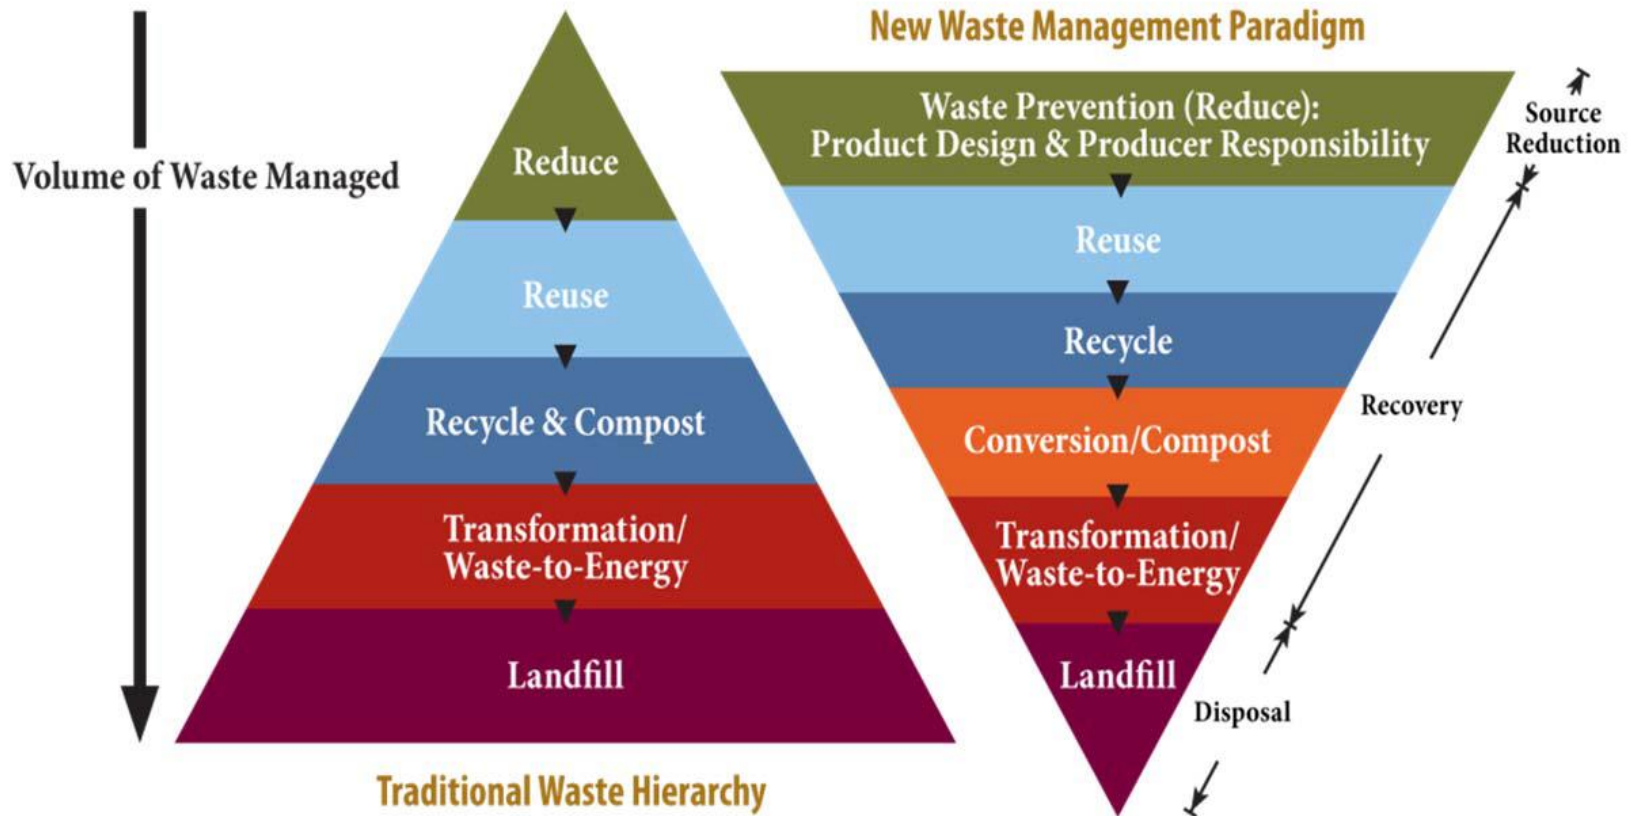 New Waste Management Paradigm
Volume of Waste Managed
Reduce
Reuse
Recycle & Compost
Transformation/
Waste-to-Energy
Landfill
Traditional Waste Hierarchy
Waste Prevention (Reduce):
Product Design & Producer Responsibility
Reuse
Recycle
Conversion/Compost
Transformation/
Waste-to-Energy
Landfill
Source
Reduction
Recovery
Disposal